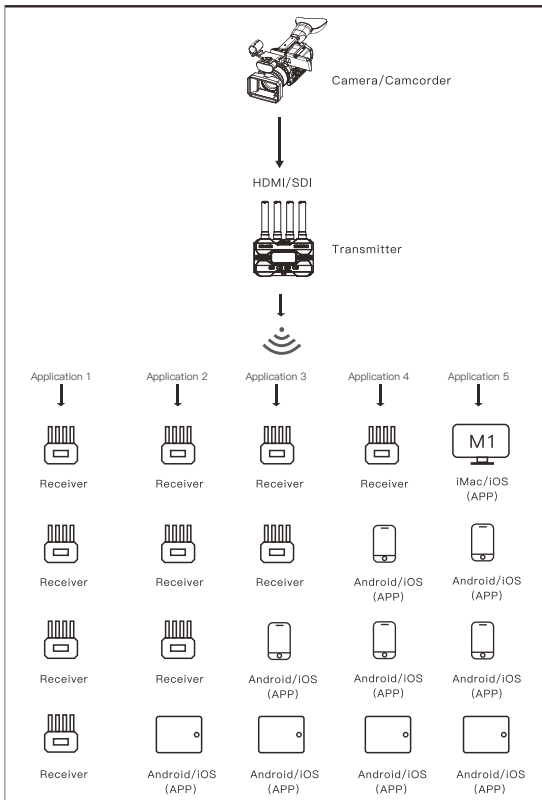 Camera/Camcorder
HDMI/SDI
Transmitter
Application 1
Application 2
Application 3
Application 4
Application 5
M1
Receiver
Receiver
Receiver
Receiver
iMac/iOS
(APP)
Receiver
Receiver
Receiver
Android/iOS
(APP)
Android/iOS
(APP)
Receiver
Receiver
Android/iOS
(APP)
Android/iOS
(APP)
Android/iOS
(APP)
Receiver
Android/iOS
(APP)
Android/iOS
(APP)
Android/iOS
(APP)
Android/iOS
(APP)